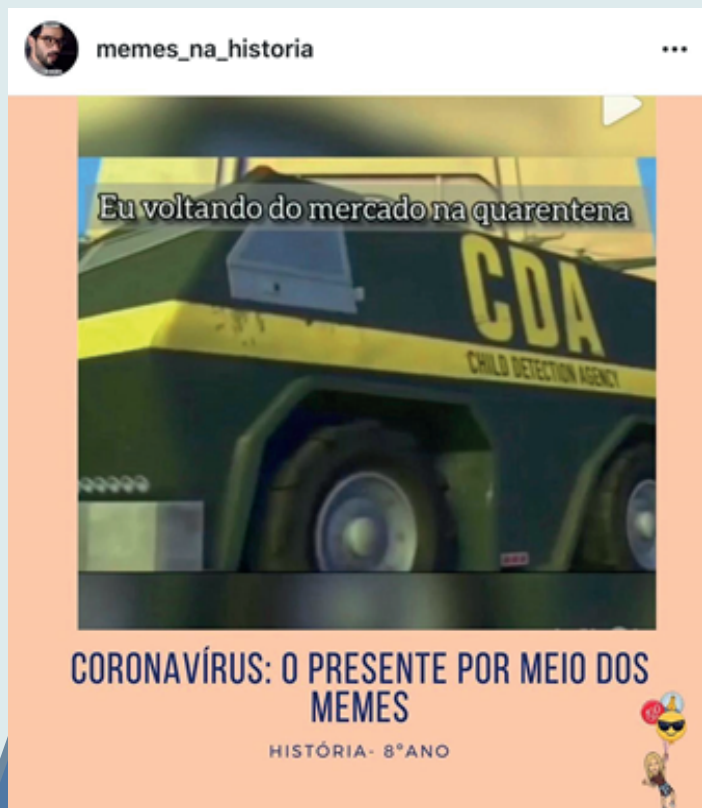 memes_na_historia
Eu voltando do mercado na quarentena
CDA
CHILD DETECTION AGENCY
CORONAVÍRUS: O PRESENTE POR MEIO DOS
MEMES
HISTÓRIA- 8°ANO